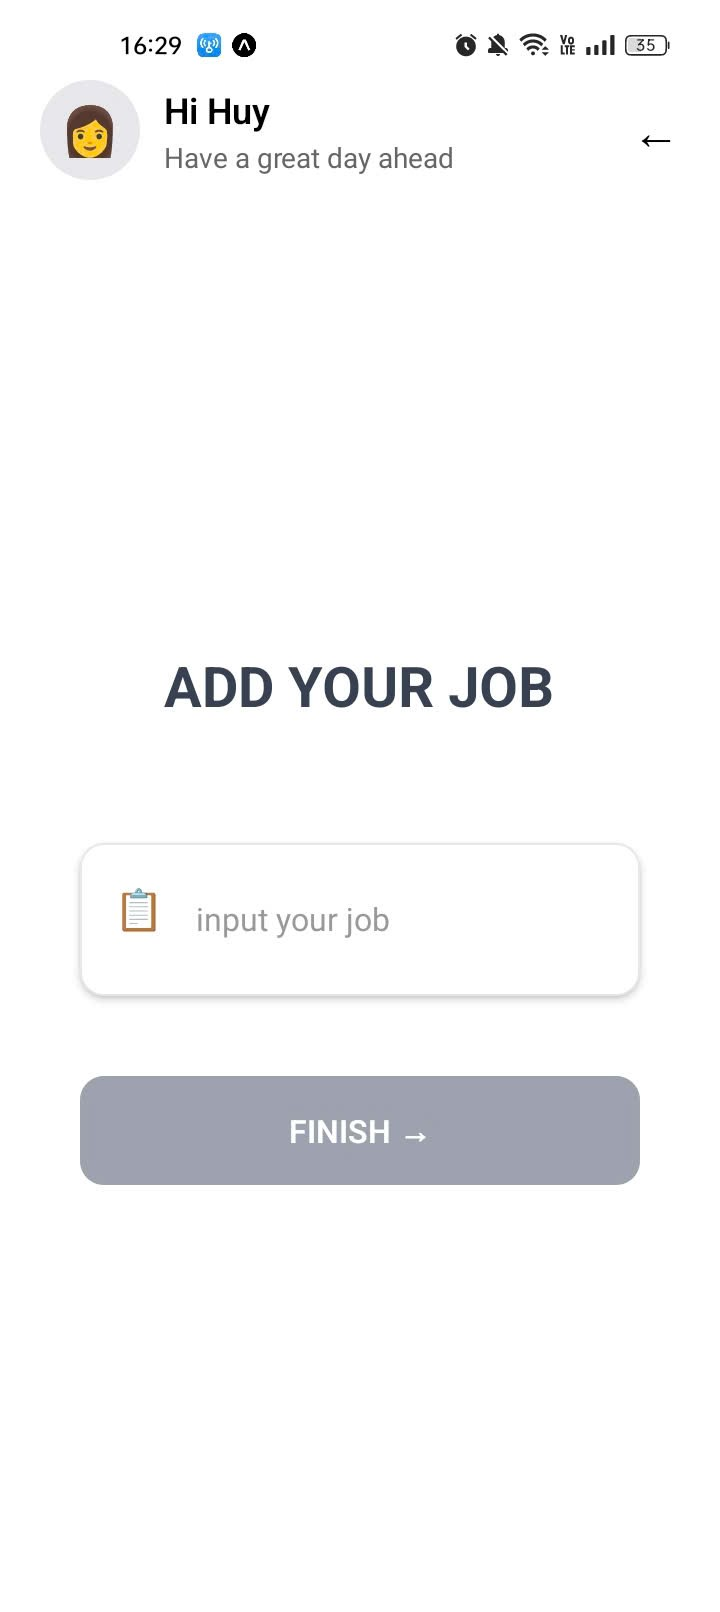 16:29
Vo LTE
35
Hi Huy
Have a great day ahead
←
ADD YOUR JOB
input your job
FINISH →